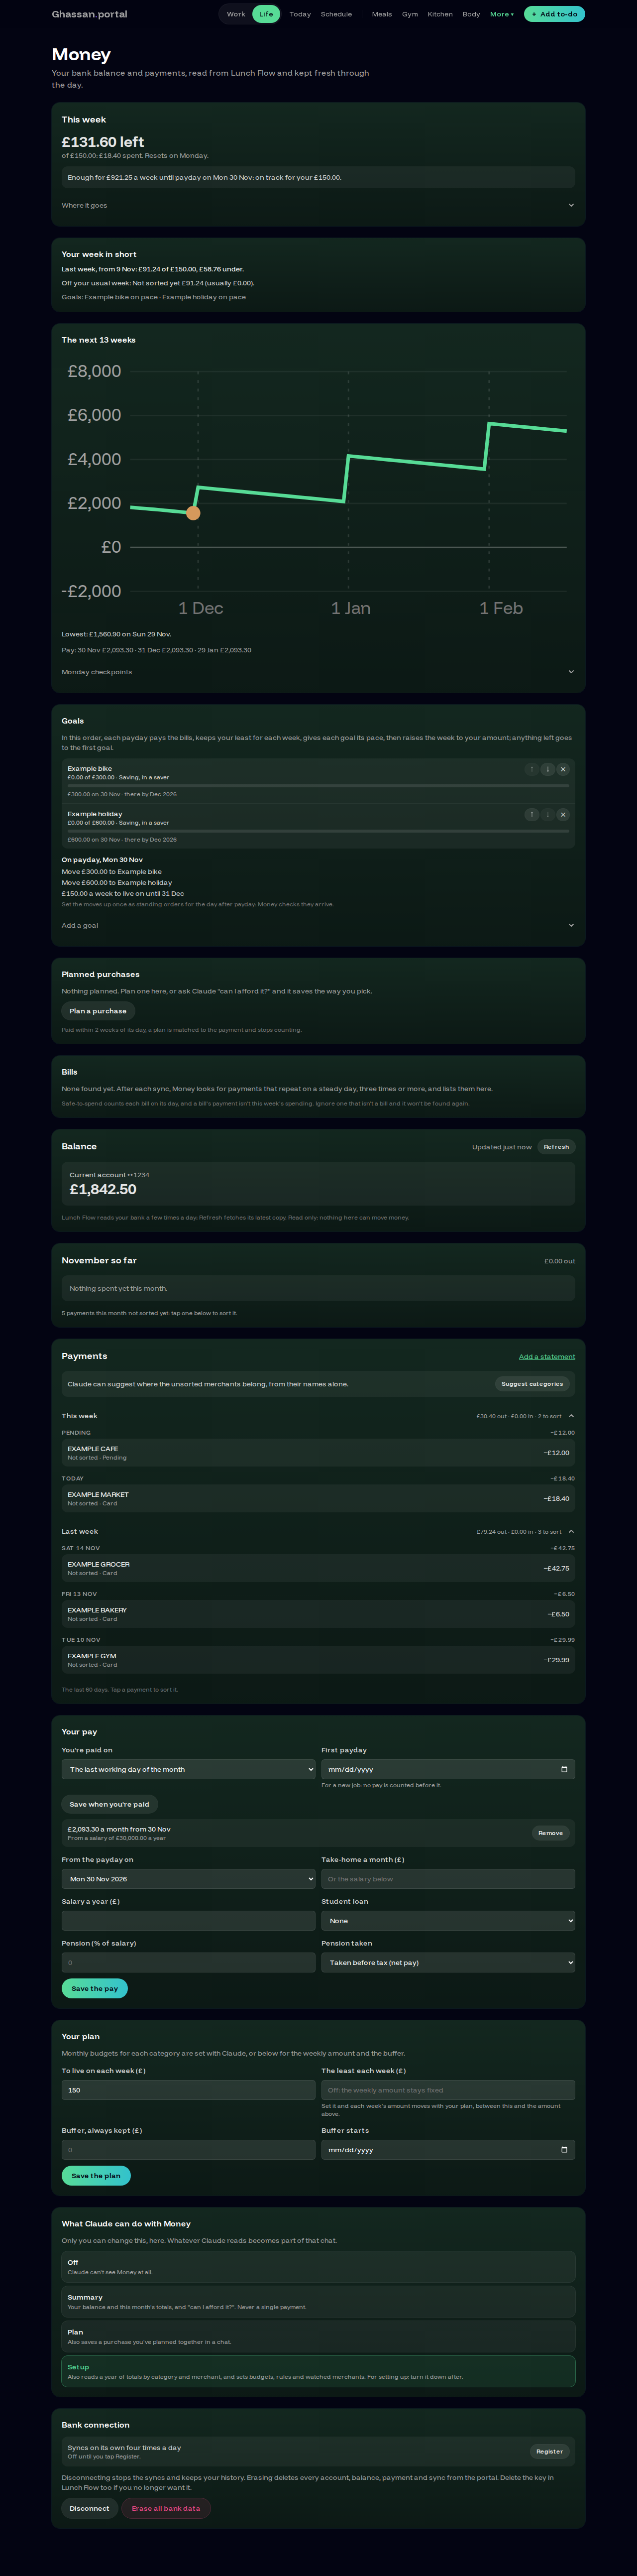 Ghassan.portal
Work Life Today Schedule Meals Gym Kitchen Body More ▾ + Add to-do
Money
Your bank balance and payments, read from Lunch Flow and kept fresh through
the day.
This week
£131.60 left
of £150.00: £18.40 spent. Resets on Monday.
Enough for £921.25 a week until payday on Mon 30 Nov: on track for your £150.00.
Where it goes
Your week in short
Last week, from 9 Nov: £91.24 of £150.00, £58.76 under.
Off your usual week: Not sorted yet £91.24 (usually £0.00).
Goals: Example bike on pace · Example holiday on pace
The next 13 weeks
£8,000
£6,000
£4,000
£2,000
£0
-£2,000
1 Dec 1 Jan 1 Feb
Lowest: £1,560.90 on Sun 29 Nov.
Pay: 30 Nov £2,093.30 · 31 Dec £2,093.30 · 29 Jan £2,093.30
Monday checkpoints
Goals
In this order, each payday pays the bills, keeps your least for each week, gives each goal its pace, then raises the week to your amount; anything left goes
to the first goal.
Example bike
£0.00 of £300.00 · Saving, in a saver
£300.00 on 30 Nov · there by Dec 2026
Example holiday
£0.00 of £600.00 · Saving, in a saver
£600.00 on 30 Nov · there by Dec 2026
On payday, Mon 30 Nov
Move £300.00 to Example bike
Move £600.00 to Example holiday
£150.00 a week to live on until 31 Dec
Set the moves up once as standing orders for the day after payday: Money checks they arrive.
Add a goal
Planned purchases
Nothing planned. Plan one here, or ask Claude "can I afford it?" and it saves the way you pick.
Plan a purchase
Paid within 2 weeks of its day, a plan is matched to the payment and stops counting.
Bills
None found yet. After each sync, Money looks for payments that repeat on a steady day, three times or more, and lists them here.
Safe-to-spend counts each bill on its day, and a bill's payment isn't this week's spending. Ignore one that isn't a bill and it won't be found again.
Balance
Updated just now Refresh
Current account ••1234
£1,842.50
Lunch Flow reads your bank a few times a day; Refresh fetches its latest copy. Read only: nothing here can move money.
November so far
£0.00 out
Nothing spent yet this month.
5 payments this month not sorted yet: tap one below to sort it.
Payments
Add a statement
Claude can suggest where the unsorted merchants belong, from their names alone.
Suggest categories
This week £30.40 out · £0.00 in · 2 to sort
PENDING −£12.00
EXAMPLE CAFE −£12.00
Not sorted · Pending
TODAY −£18.40
EXAMPLE MARKET −£18.40
Not sorted · Card
Last week £79.24 out · £0.00 in · 3 to sort
SAT 14 NOV −£42.75
EXAMPLE GROCER −£42.75
Not sorted · Card
FRI 13 NOV −£6.50
EXAMPLE BAKERY −£6.50
Not sorted · Card
TUE 10 NOV −£29.99
EXAMPLE GYM −£29.99
Not sorted · Card
The last 60 days. Tap a payment to sort it.
Your pay
You're paid on First payday
The last working day of the month mm/dd/yyyy
For a new job: no pay is counted before it.
Save when you're paid
£2,093.30 a month from 30 Nov
From a salary of £30,000.00 a year
Remove
From the payday on Take-home a month (£)
Mon 30 Nov 2026 Or the salary below
Salary a year (£) Student loan
None
Pension (% of salary) Pension taken
0 Taken before tax (net pay)
Save the pay
Your plan
Monthly budgets for each category are set with Claude, or below for the weekly amount and the buffer.
To live on each week (£) The least each week (£)
150 Off: the weekly amount stays fixed
Set it and each week's amount moves with your plan, between this and the amount
above.
Buffer, always kept (£) Buffer starts
0 mm/dd/yyyy
Save the plan
What Claude can do with Money
Only you can change this, here. Whatever Claude reads becomes part of that chat.
Off
Claude can't see Money at all.
Summary
Your balance and this month's totals, and "can I afford it?". Never a single payment.
Plan
Also saves a purchase you've planned together in a chat.
Setup
Also reads a year of totals by category and merchant, and sets budgets, rules and watched merchants. For setting up; turn it down after.
Bank connection
Syncs on its own four times a day
Off until you tap Register.
Register
Disconnecting stops the syncs and keeps your history. Erasing deletes every account, balance, payment and sync row from the portal. Delete the key in
Lunch Flow too if you no longer want it.
Disconnect Erase all bank data